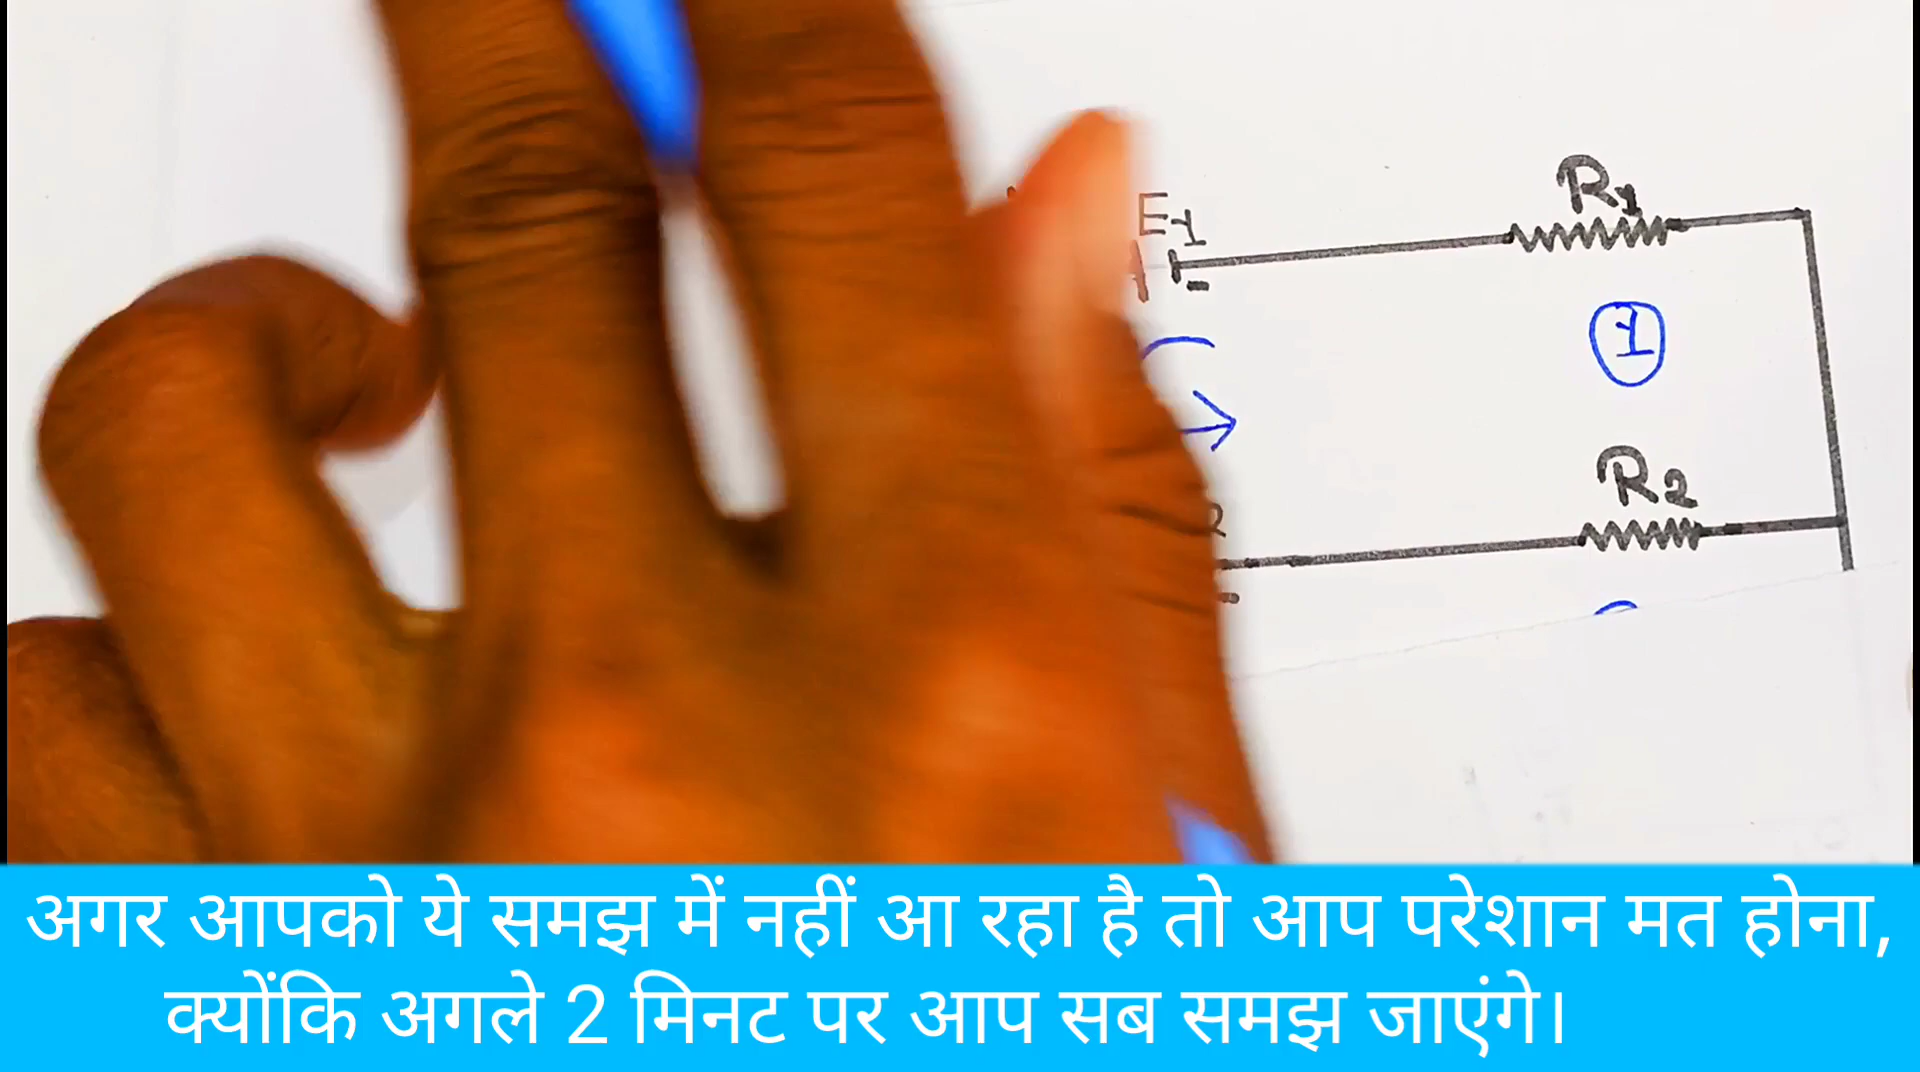 E1
R1
-
1
R2
-
अगर आपको ये समझ में नहीं आ रहा है तो आप परेशान मत होना,
क्योंकि अगले 2 मिनट पर आप सब समझ जाएंगे।